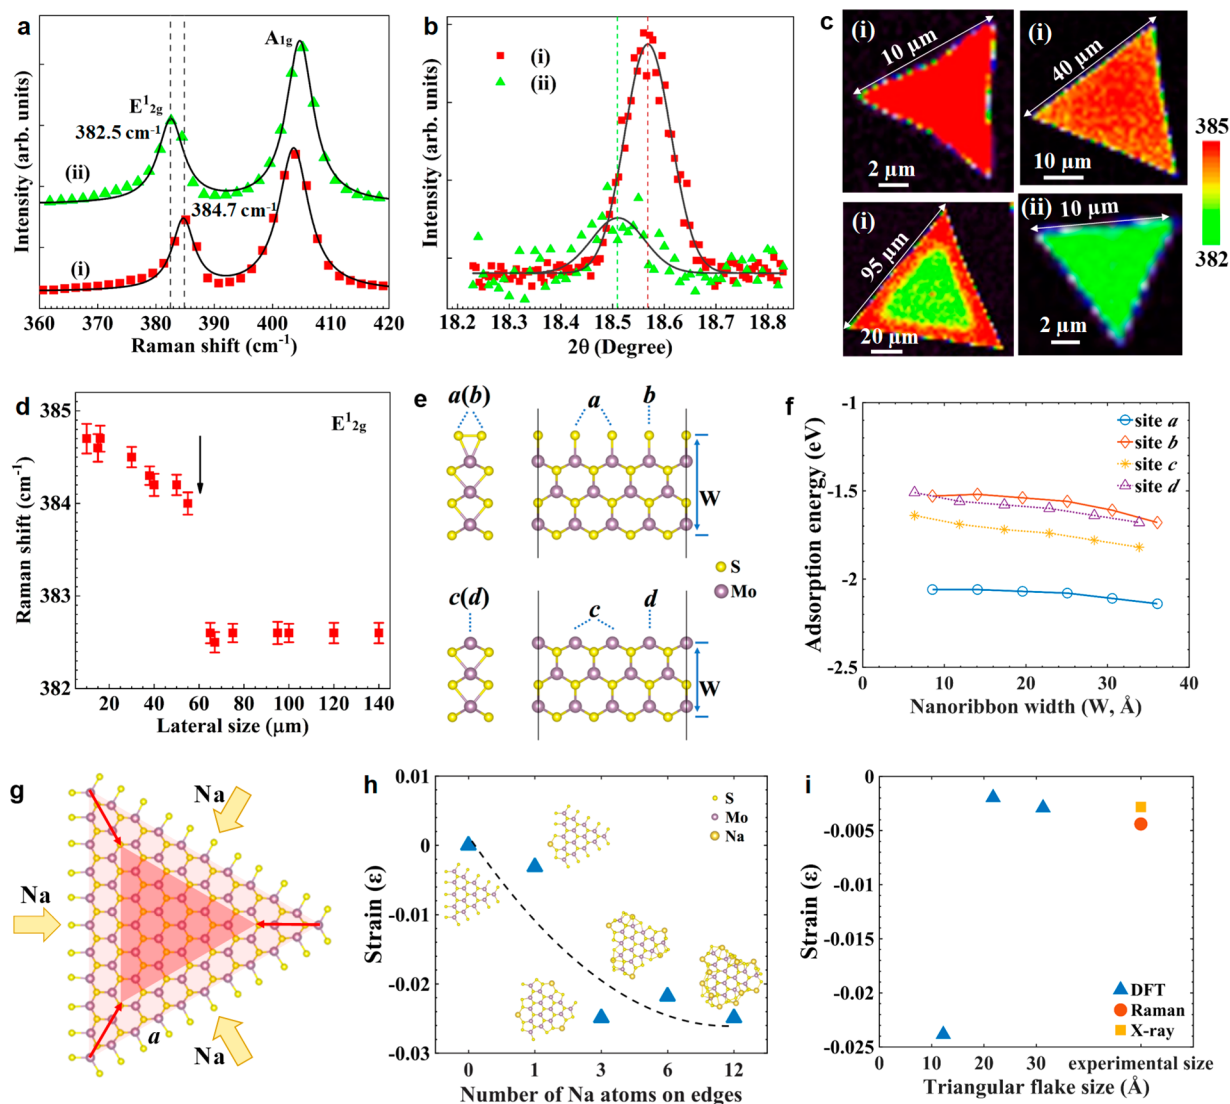 a
E¹2g
A1g
382.5 cm-1
384.7 cm-1
(ii)
(i)
Intensity (arb. units)
360 370 380 390 400 410 420
Raman shift (cm-1)
b
(i)
(ii)
Intensity (arb. units)
18.2 18.3 18.4 18.5 18.6 18.7 18.8
2θ (Degree)
c
(i)
10 μm
2 μm
(i)
40 μm
10 μm
(i)
95 μm
20 μm
(ii)
10 μm
2 μm
385
382
d
E¹2g
385
384
383
382
Raman shift (cm-1)
0 20 40 60 80 100 120 140
Lateral size (μm)
e
a(b)
a
b
W
S
Mo
c(d)
c
d
W
f
-1
-1.5
-2
-2.5
Adsorption energy (eV)
site a
site b
site c
site d
0 10 20 30 40
Nanoribbon width (W, Å)
g
Na
Na
Na
a
h
0.01
0
-0.01
-0.02
-0.03
Strain (ε)
S
Mo
Na
0 1 3 6 12
Number of Na atoms on edges
i
0
-0.005
-0.01
-0.015
-0.02
-0.025
Strain (ε)
DFT
Raman
X-ray
0 10 20 30 experimental size
Triangular flake size (Å)